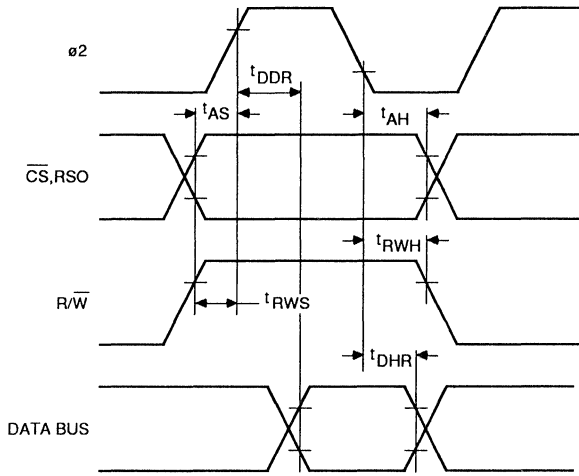 ø2
tDDR
tAS
tAH
CS,RSO
tRWH
R/W
tRWS
tDHR
DATA BUS